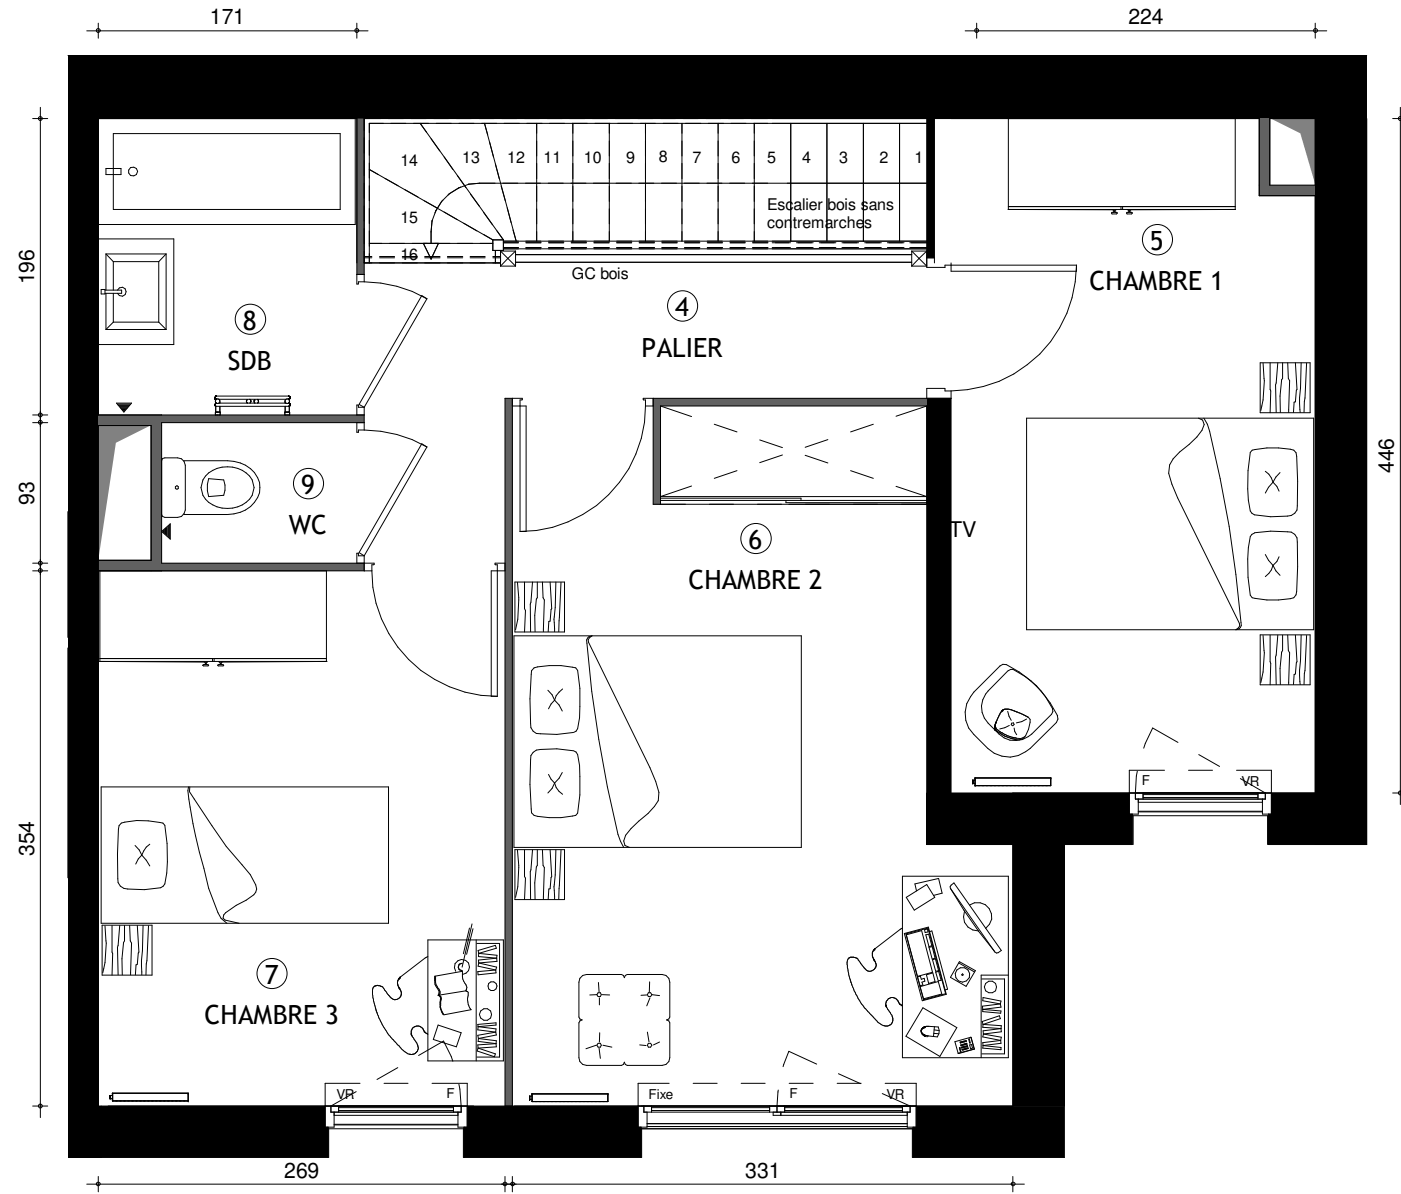 171
224
14
13
12
11
10
9
8
7
6
5
4
3
2
1
15
16
Escalier bois sans
contremarches
GC bois
196
8
SDB
4
PALIER
5
CHAMBRE 1
446
93
9
WC
6
CHAMBRE 2
TV
F
VR
354
7
CHAMBRE 3
VR
F
Fixe
F
VR
269
331